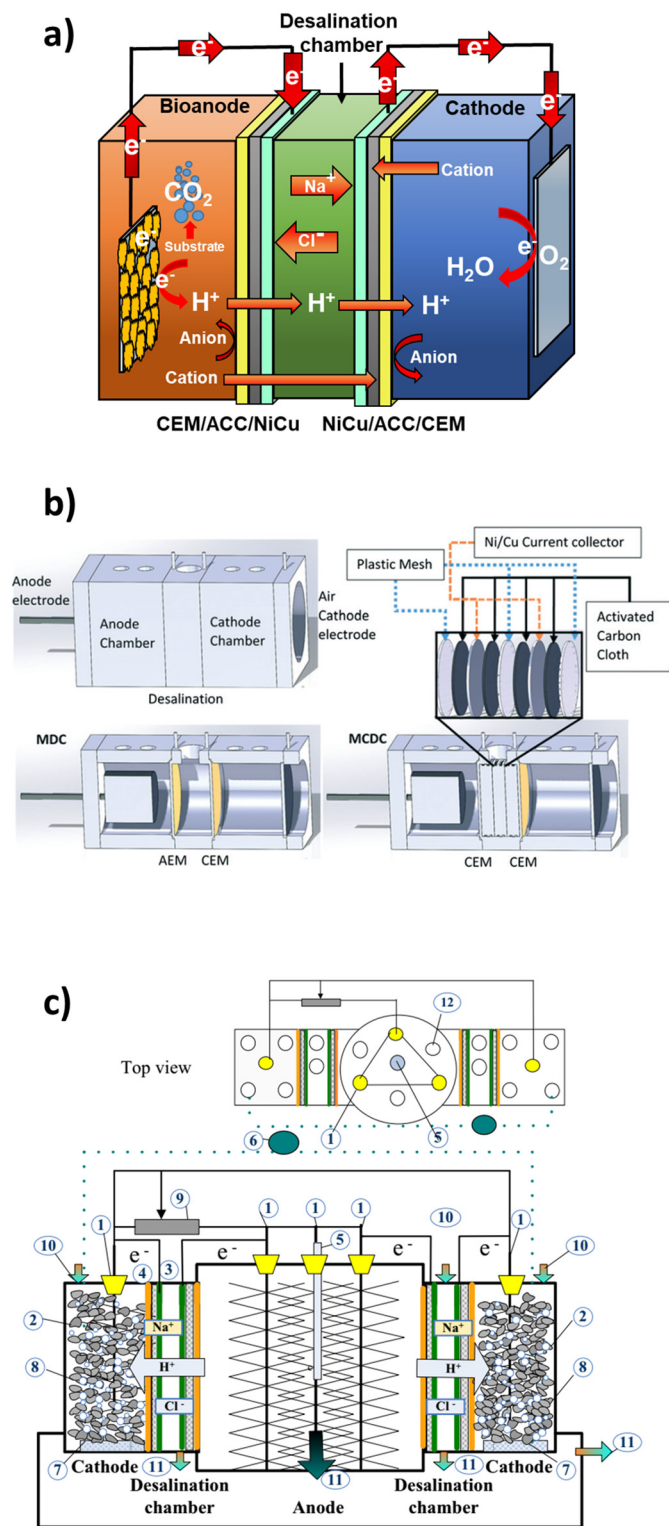 a)
Desalination
chamber
e-
e-
e-
e-
e-
e-
Bioanode
Cathode
CO2
Na+
Cation
e-
Substrate
Cl-
e-
H2O
e-
O2
H+
H+
H+
Anion
Anion
Cation
CEM/ACC/NiCu
NiCu/ACC/CEM
b)
Ni/Cu Current collector
Plastic Mesh
Anode
electrode
Air
Cathode
electrode
Anode
Chamber
Cathode
Chamber
Activated
Carbon
Cloth
Desalination
MDC
MCDC
AEM
CEM
CEM
CEM
c)
Top view
12
6
1
5
9
1
1
1
1
5
10
1
10
10
e-
4
3
e-
e-
e-
2
Na+
Na+
2
8
H+
H+
8
Cl-
Cl-
7
11
11
11
7
11
Cathode
Desalination
chamber
Anode
Desalination
chamber
Cathode